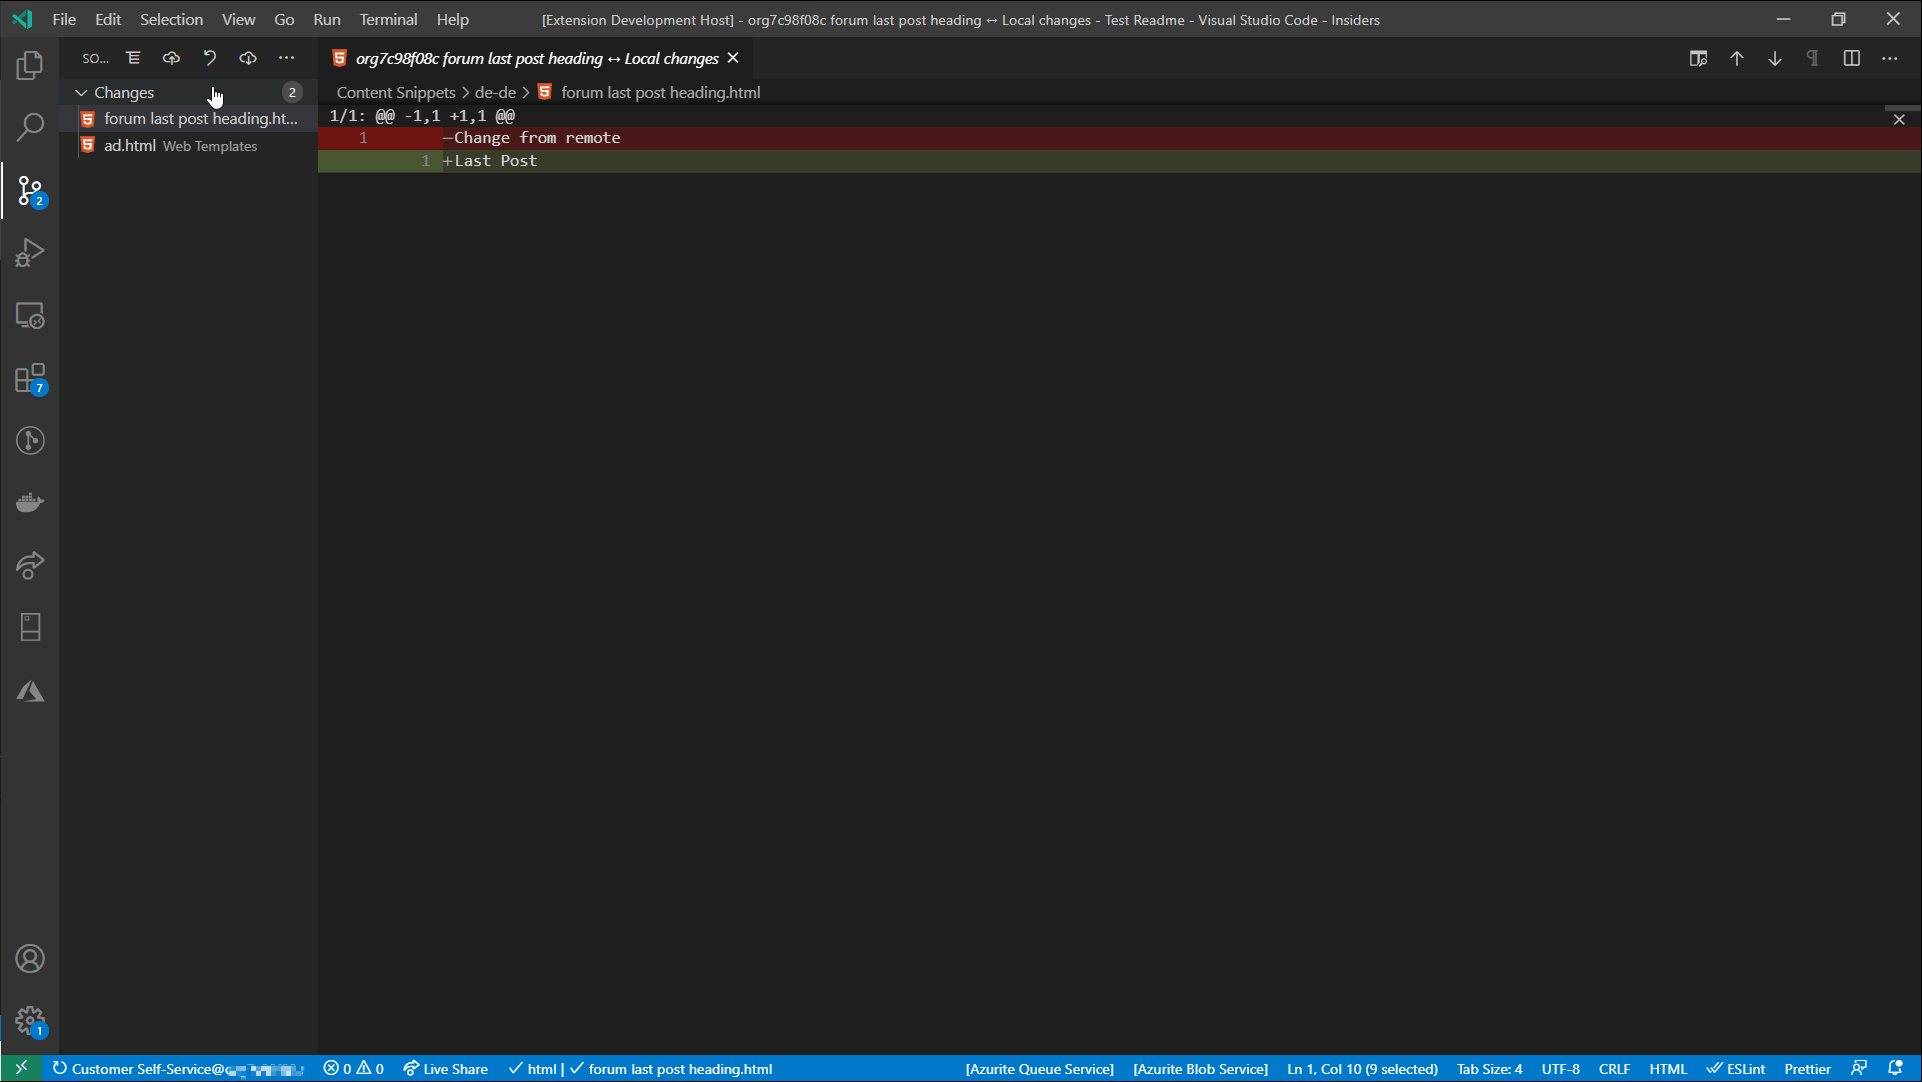 File Edit Selection View Go Run Terminal Help
[Extension Development Host] - org7c98f08c forum last post heading ↔ Local changes - Test Readme - Visual Studio Code - Insiders
SO...
org7c98f08c forum last post heading ↔ Local changes
Changes 2
Content Snippets > de-de > forum last post heading.html
forum last post heading.ht...
1/1: @@ -1,1 +1,1 @@
1 -Change from remote
ad.html Web Templates
1 +Last Post
2
7
1
Customer Self-Service@ 0 0 Live Share html | forum last post heading.html
[Azurite Queue Service] [Azurite Blob Service] Ln 1, Col 10 (9 selected) Tab Size: 4 UTF-8 CRLF HTML ESLint Prettier